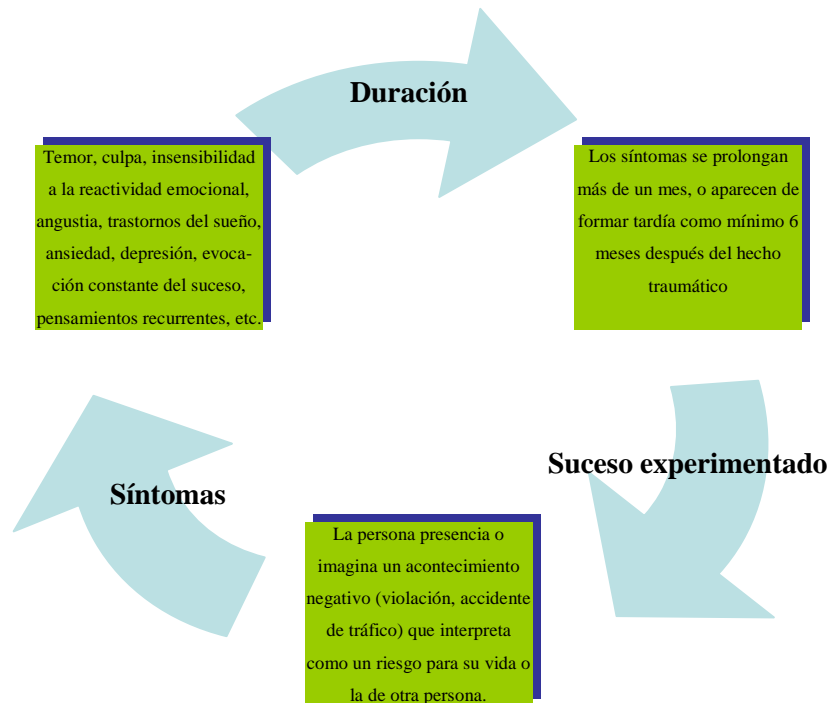 Duración
Temor, culpa, insensibilidad
a la reactividad emocional,
angustia, trastornos del sueño,
ansiedad, depresión, evoca-
ción constante del suceso,
pensamientos recurrentes, etc.
Los síntomas se prolongan
más de un mes, o aparecen de
formar tardía como mínimo 6
meses después del hecho
traumático
Suceso experimentado
Síntomas
La persona presencia o
imagina un acontecimiento
negativo (violación, accidente
de tráfico) que interpreta
como un riesgo para su vida o
la de otra persona.